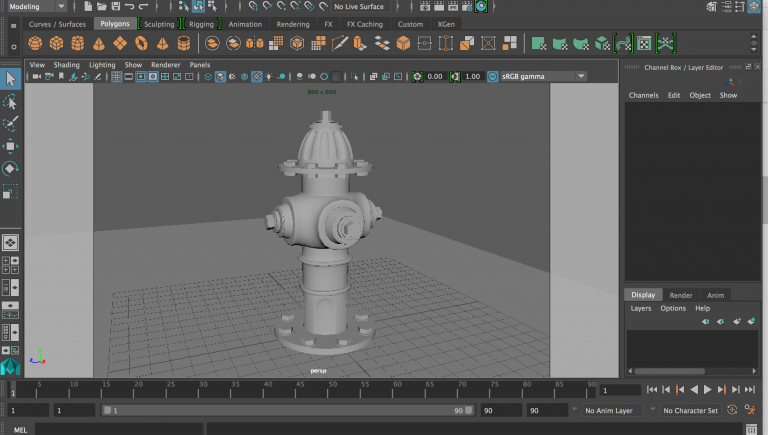 Modeling
No Live Surface
Curves / Surfaces Polygons Sculpting Rigging Animation Rendering FX FX Caching Custom XGen
View Shading Lighting Show Renderer Panels
0.00 1.00 sRGB gamma
Channel Box / Layer Editor
Channels Edit Object Show
800 x 600
persp
Display Render Anim
Layers Options Help
1 5 10 15 20 25 30 35 40 45 50 55 60 65 70 75 80 85 90 1
1 1 1 90 90 90 No Anim Layer No Character Set
MEL